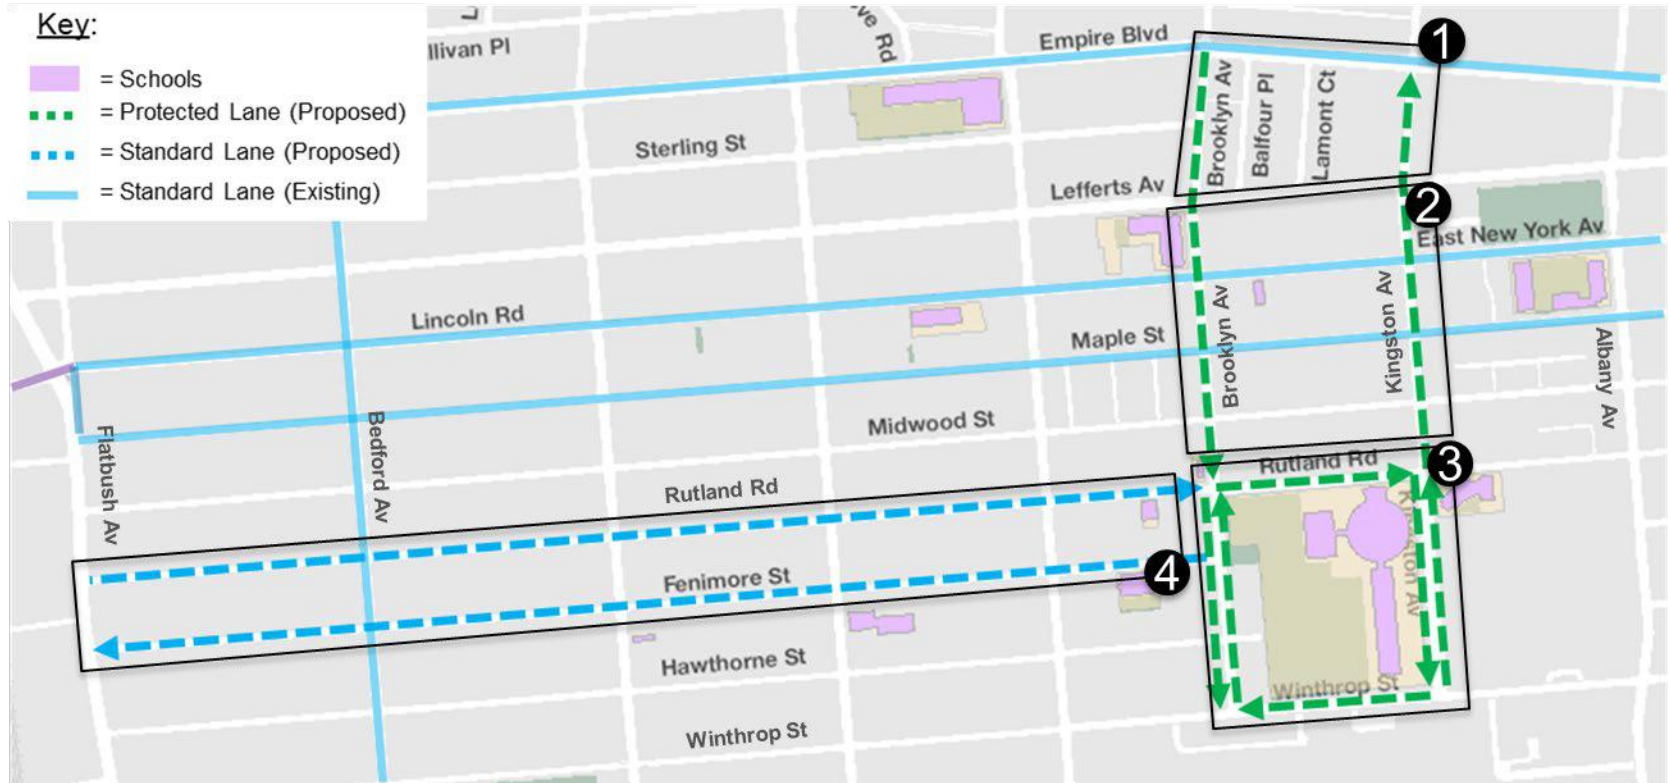 Key:
= Schools
= Protected Lane (Proposed)
= Standard Lane (Proposed)
= Standard Lane (Existing)
Empire Blvd
1
Brooklyn Av
Balfour Pl
Lamont Ct
Sterling St
Lefferts Av
2
East New York Av
Lincoln Rd
Maple St
Brooklyn Av
Kingston Av
Albany Av
Midwood St
Flatbush Av
Bedford Av
Rutland Rd
Rutland Rd
3
Fenimore St
4
Kingston Av
Hawthorne St
Winthrop St
Winthrop St